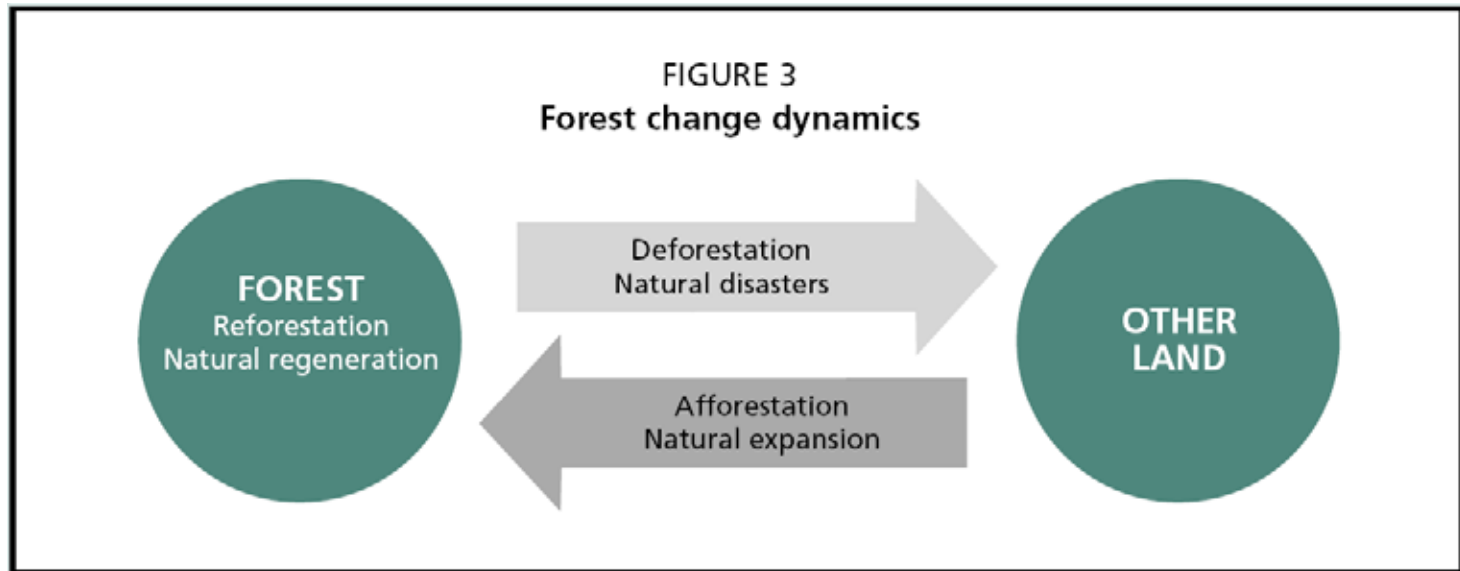 FIGURE 3
Forest change dynamics
FOREST
Reforestation
Natural regeneration
Deforestation
Natural disasters
Afforestation
Natural expansion
OTHER
LAND